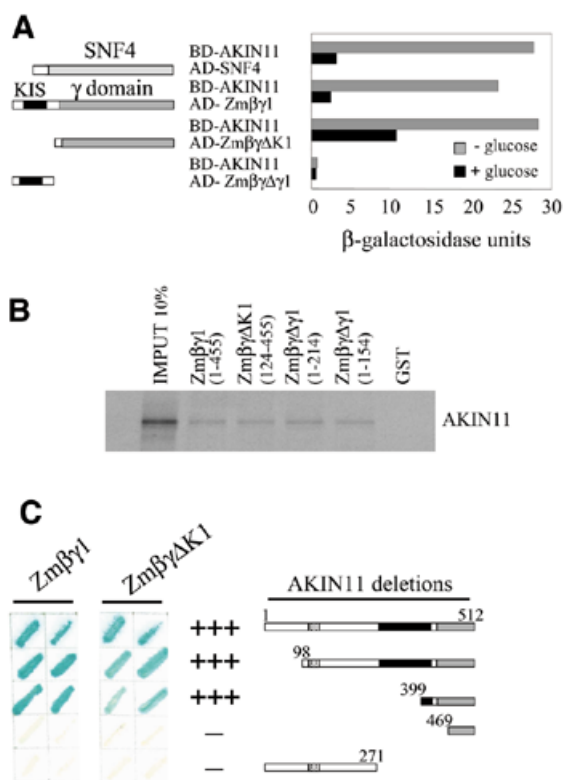 A
SNF4
KIS
γ domain
BD-AKIN11
AD-SNF4
BD-AKIN11
AD- Zmβγ1
BD-AKIN11
AD-ZmβγΔK1
BD-AKIN11
AD- ZmβγΔγ1
- glucose
+ glucose
0 5 10 15 20 25 30
β-galactosidase units
B
IMPUT 10%
Zmβγ1
(1-455)
ZmβγΔK1
(124-455)
ZmβγΔγ1
(1-214)
ZmβγΔγ1
(1-154)
GST
AKIN11
C
Zmβγ1
ZmβγΔK1
AKIN11 deletions
1 512
+++
98
+++
399
+++
469
—
271
—